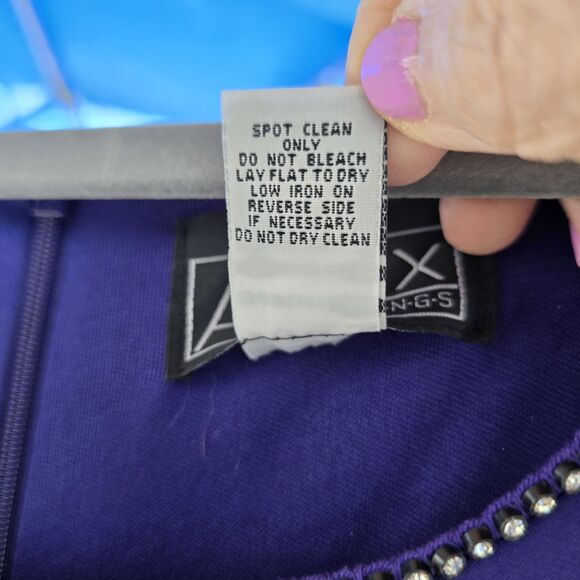 SPOT CLEAN
ONLY
DO NOT BLEACH
LAY FLAT TO DRY
LOW IRON ON
REVERSE SIDE
IF NECESSARY
DO NOT DRY CLEAN
A X
N-G-S